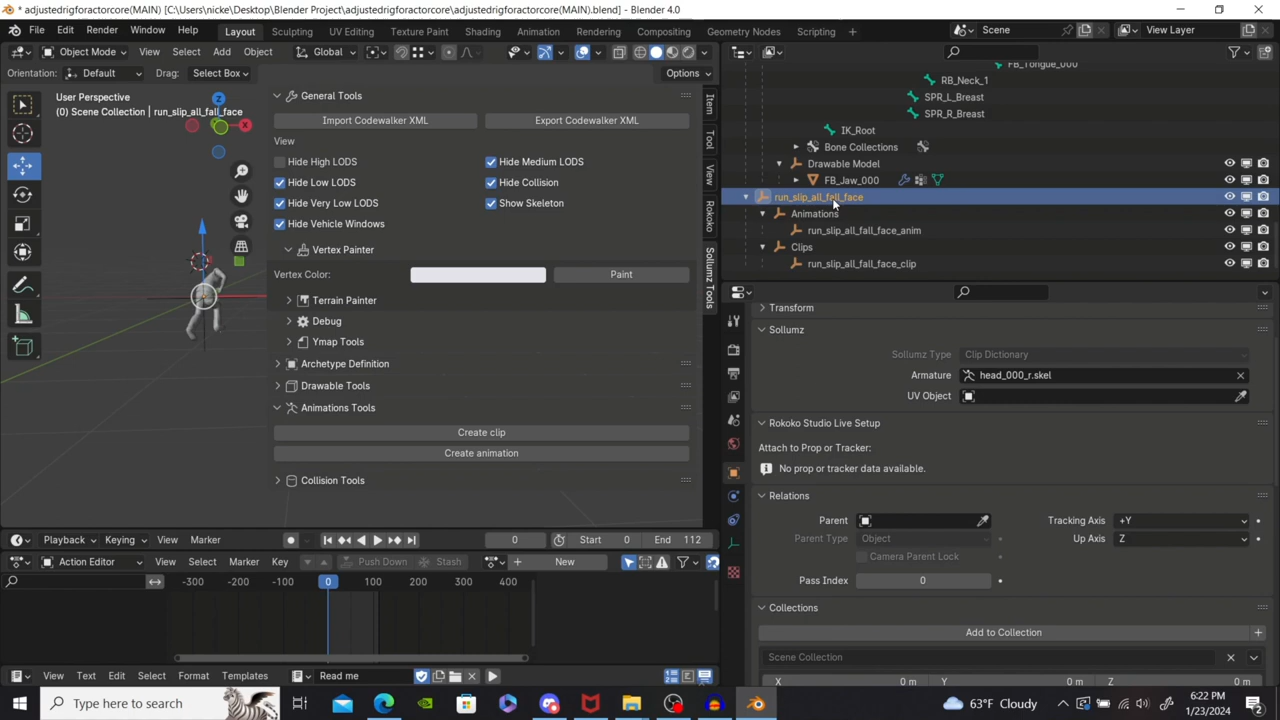 * adjustedrigforactorcore(MAIN) [C:\Users\nicke\Desktop\Blender Project\adjustedrigforactorcore\adjustedrigforactorcore(MAIN).blend] - Blender 4.0
File Edit Render Window Help Layout Sculpting UV Editing Texture Paint Shading Animation Rendering Compositing Geometry Nodes Scripting Scene View Layer
Object Mode View Select Add Object Global
Orientation: Default Drag: Select Box Options
User Perspective
(0) Scene Collection | run_slip_all_fall_face
Z
X
General Tools
Import Codewalker XML Export Codewalker XML
View
Hide High LODS Hide Medium LODS
Hide Low LODS Hide Collision
Hide Very Low LODS Show Skeleton
Hide Vehicle Windows
Vertex Painter
Vertex Color: Paint
Terrain Painter
Debug
Ymap Tools
Archetype Definition
Drawable Tools
Animations Tools
Create clip
Create animation
Collision Tools
Item
Tool
View
Rokoko
Sollumz Tools
FB_Tongue_000
RB_Neck_1
SPR_L_Breast
SPR_R_Breast
IK_Root
Bone Collections
Drawable Model
FB_Jaw_000
run_slip_all_fall_face
Animations
run_slip_all_fall_face_anim
Clips
run_slip_all_fall_face_clip
Transform
Sollumz
Sollumz Type Clip Dictionary
Armature head_000_r.skel
UV Object
Rokoko Studio Live Setup
Attach to Prop or Tracker:
No prop or tracker data available.
Relations
Parent Tracking Axis +Y
Parent Type Object Up Axis Z
Camera Parent Lock
Pass Index 0
Collections
Add to Collection
Scene Collection
X 0 m Y 0 m Z 0 m
Playback Keying View Marker 0 Start 0 End 112
Action Editor View Select Marker Key Push Down Stash New
-300 -200 -100 0 100 200 300 400
View Text Edit Select Format Templates Read me
Type here to search
63°F Cloudy
6:22 PM
1/23/2024
2